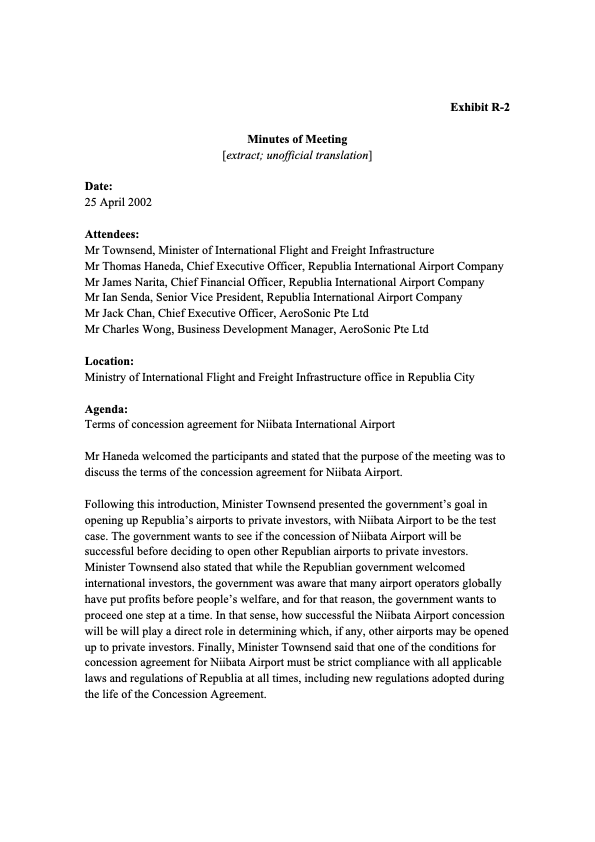 Exhibit R-2
Minutes of Meeting
[extract; unofficial translation]
Date:
25 April 2002
Attendees:
Mr Townsend, Minister of International Flight and Freight Infrastructure
Mr Thomas Haneda, Chief Executive Officer, Republia International Airport Company
Mr James Narita, Chief Financial Officer, Republia International Airport Company
Mr Ian Senda, Senior Vice President, Republia International Airport Company
Mr Jack Chan, Chief Executive Officer, AeroSonic Pte Ltd
Mr Charles Wong, Business Development Manager, AeroSonic Pte Ltd
Location:
Ministry of International Flight and Freight Infrastructure office in Republia City
Agenda:
Terms of concession agreement for Niibata International Airport
Mr Haneda welcomed the participants and stated that the purpose of the meeting was to
discuss the terms of the concession agreement for Niibata Airport.
Following this introduction, Minister Townsend presented the government's goal in
opening up Republia's airports to private investors, with Niibata Airport to be the test
case. The government wants to see if the concession of Niibata Airport will be
successful before deciding to open other Republian airports to private investors.
Minister Townsend also stated that while the Republian government welcomed
international investors, the government was aware that many airport operators globally
have put profits before people's welfare, and for that reason, the government wants to
proceed one step at a time. In that sense, how successful the Niibata Airport concession
will be will play a direct role in determining which, if any, other airports may be opened
up to private investors. Finally, Minister Townsend said that one of the conditions for
concession agreement for Niibata Airport must be strict compliance with all applicable
laws and regulations of Republia at all times, including new regulations adopted during
the life of the Concession Agreement.